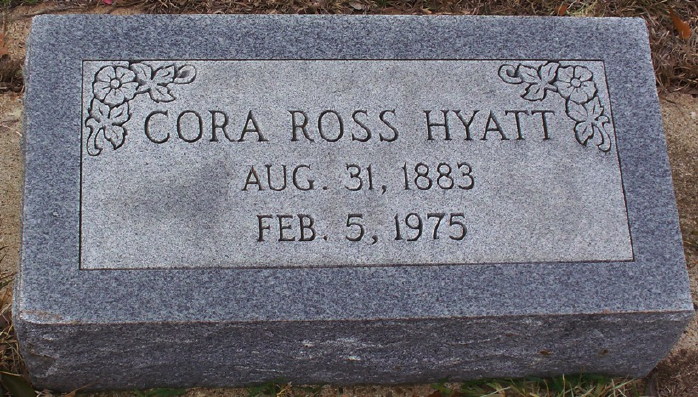 CORA ROSS HYATT
AUG. 31, 1883
FEB. 5, 1975